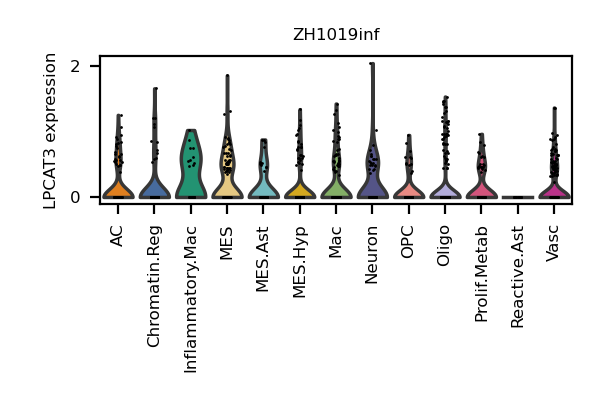 ZH1019inf
LPCAT3 expression
2
0
AC
Chromatin.Reg
Inflammatory.Mac
MES
MES.Ast
MES.Hyp
Mac
Neuron
OPC
Oligo
Prolif.Metab
Reactive.Ast
Vasc